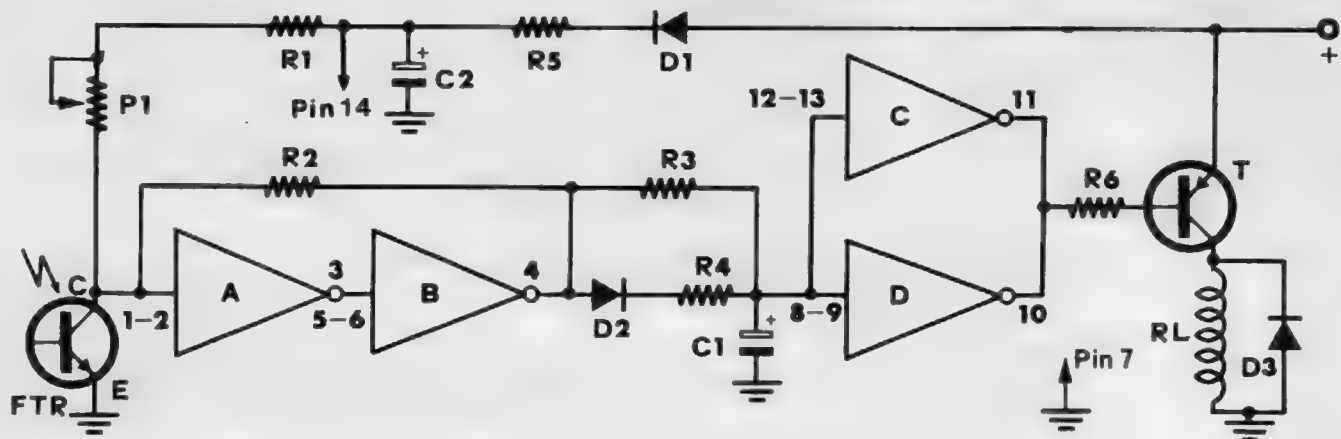 +
R1
Pin 14
+
C2
R5
D1
P1
12-13
C
11
R2
R3
R6
T
C
1-2
A
3
5-6
B
4
D2
R4
+
C1
8-9
D
10
RL
D3
Pin 7
E
FTR